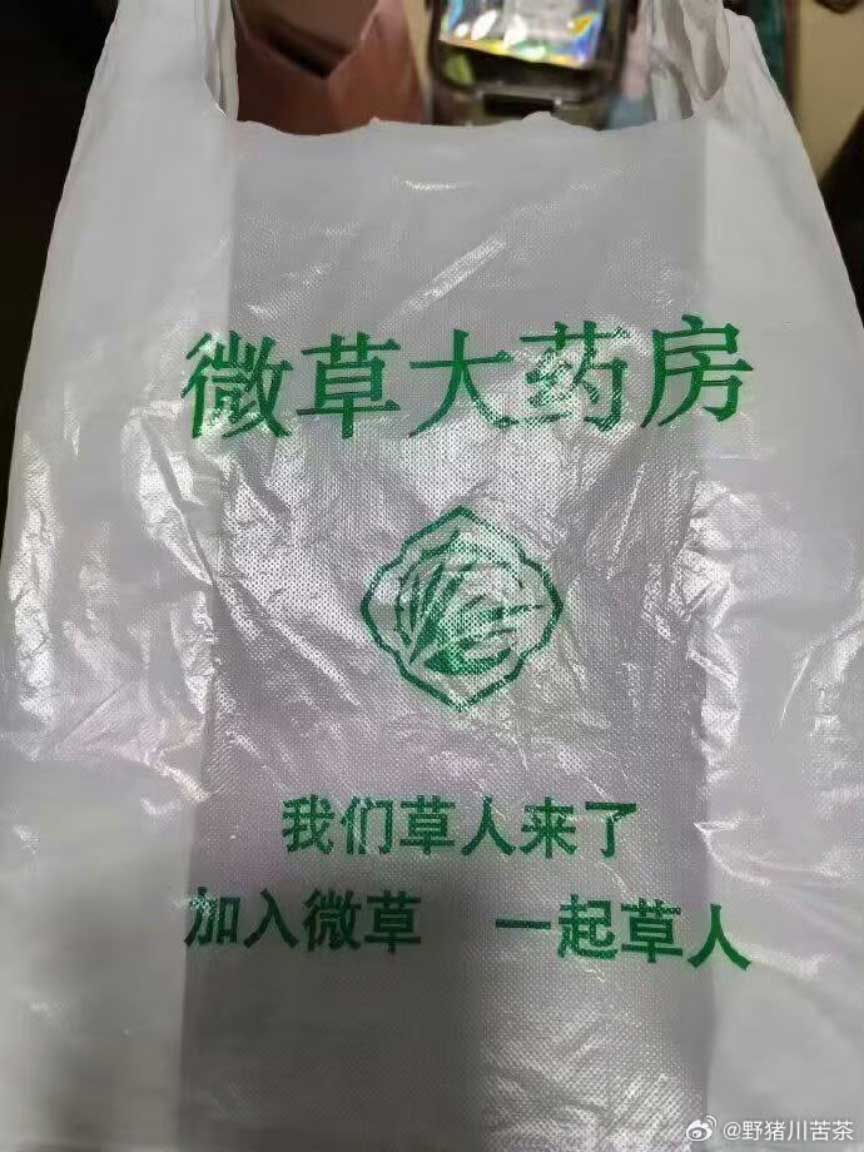 微草大药房
我们草人来了
加入微草 一起草人
@野猪川苦茶